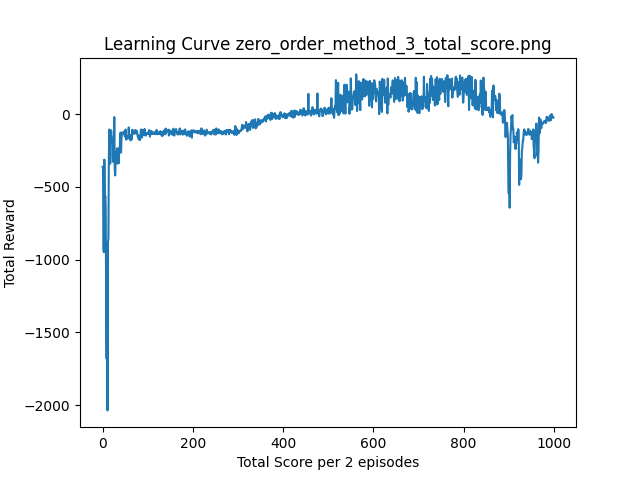 Learning Curve zero_order_method_3_total_score.png
0
−500
−1000
−1500
−2000
Total Reward
0 200 400 600 800 1000
Total Score per 2 episodes